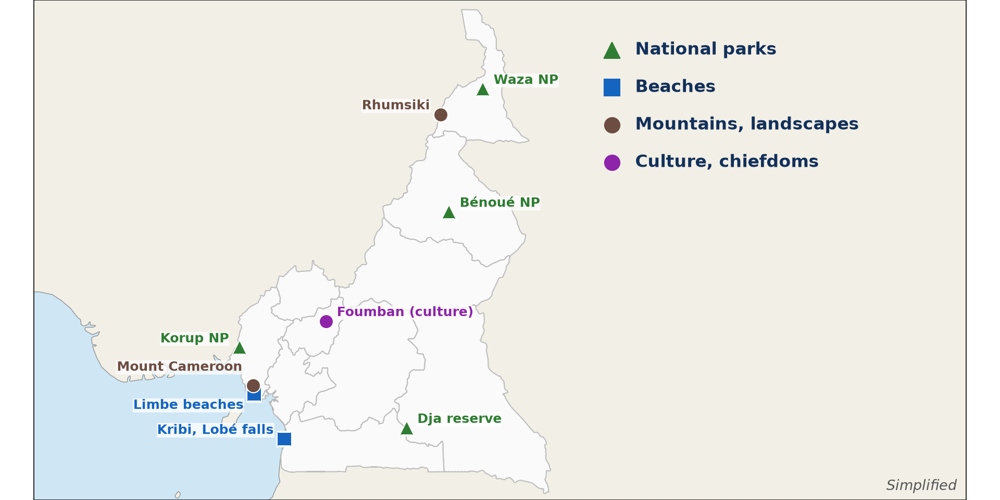 National parks
Beaches
Mountains, landscapes
Culture, chiefdoms
Waza NP
Rhumsiki
Bénoué NP
Foumban (culture)
Korup NP
Mount Cameroon
Limbe beaches
Dja reserve
Kribi, Lobé falls
Simplified